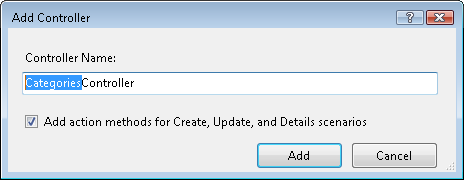 Add Controller
Controller Name:
CategoriesController
Add action methods for Create, Update, and Details scenarios
Add
Cancel